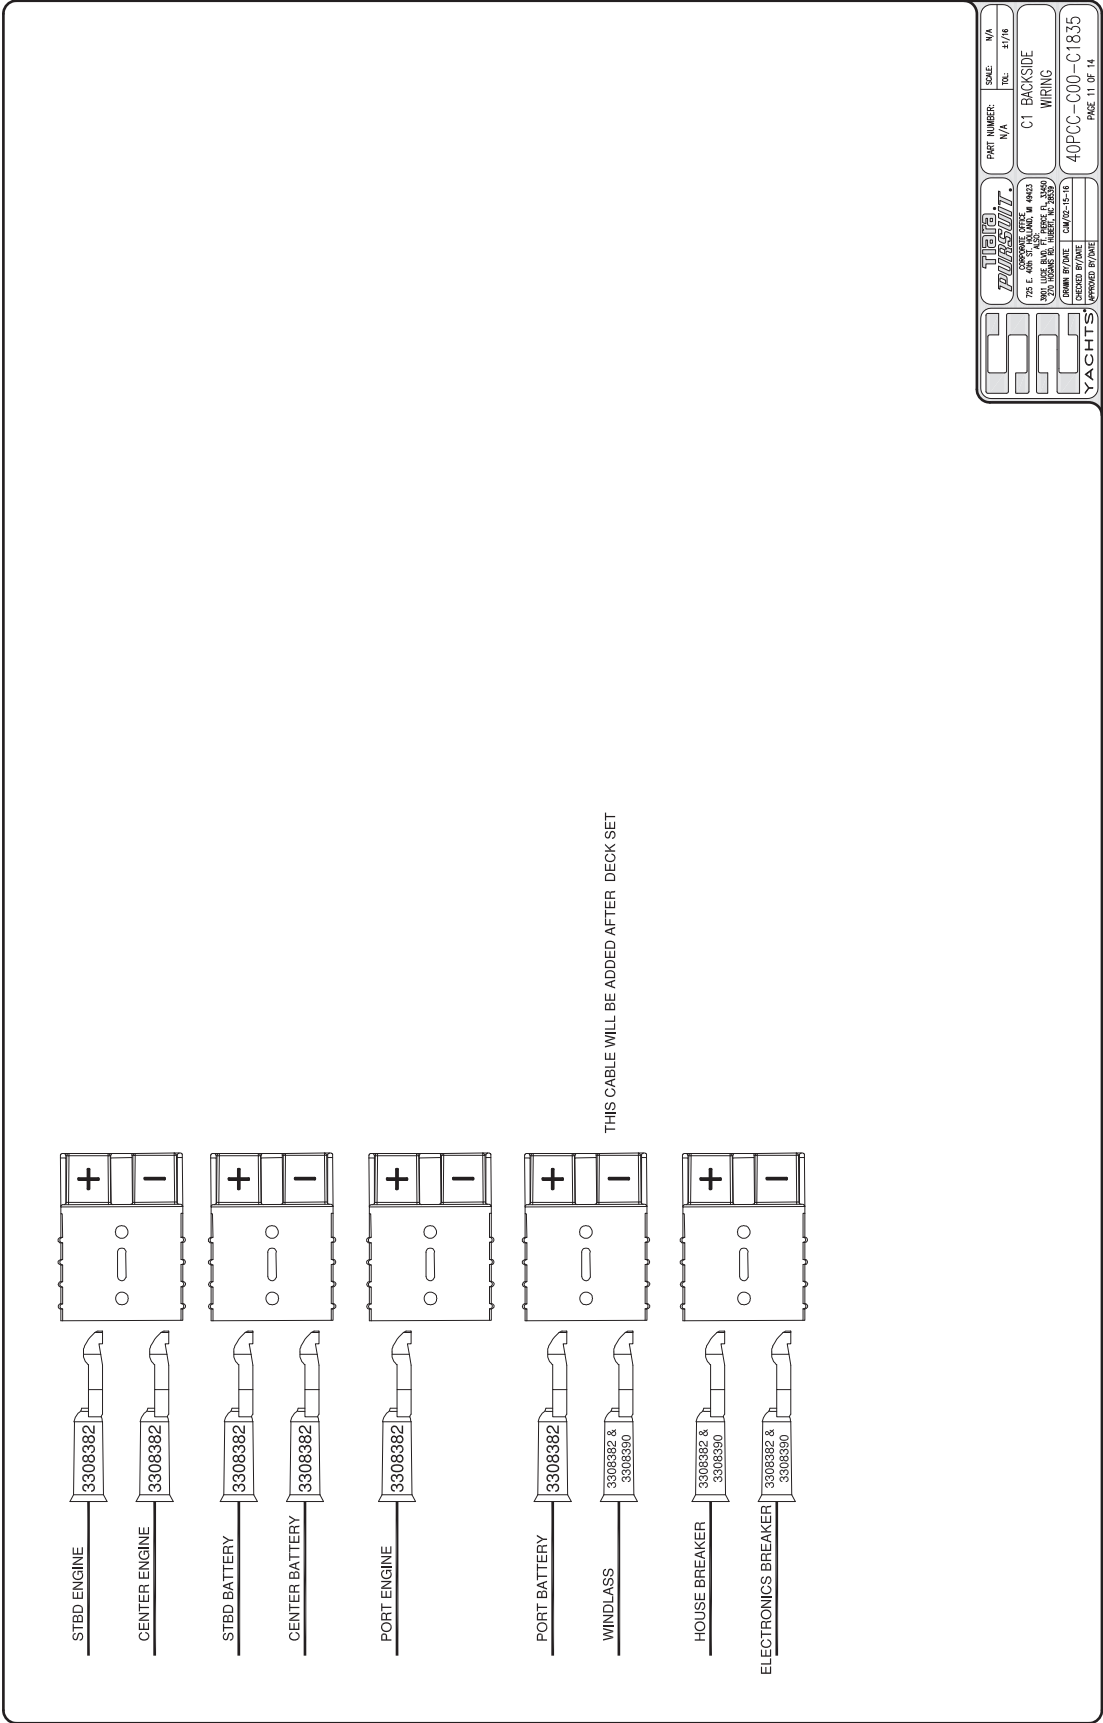 STBD ENGINE
3308382
+
−
CENTER ENGINE
3308382
STBD BATTERY
3308382
+
−
CENTER BATTERY
3308382
PORT ENGINE
3308382
+
−
PORT BATTERY
3308382
+
−
WINDLASS
3308382 &
3308390
THIS CABLE WILL BE ADDED AFTER DECK SET
HOUSE BREAKER
3308382 &
3308390
+
−
ELECTRONICS BREAKER
3308382 &
3308390
S2
YACHTS
TIARA
PURSUIT
CORPORATE OFFICE
725 E. 40th ST. HOLLAND, MI 49423
ALSO:
3901 LUCIE BLVD. FT. PIERCE FL, 33450
270 HOGANS RD. HUBERT, NC 28539
DRAWN BY/DATE CJM/02-15-16
CHECKED BY/DATE
APPROVED BY/DATE
PART NUMBER:
N/A
SCALE: N/A
TOL: ±1/16
C1 BACKSIDE
WIRING
40PCC-C00-C1835
PAGE 11 OF 14